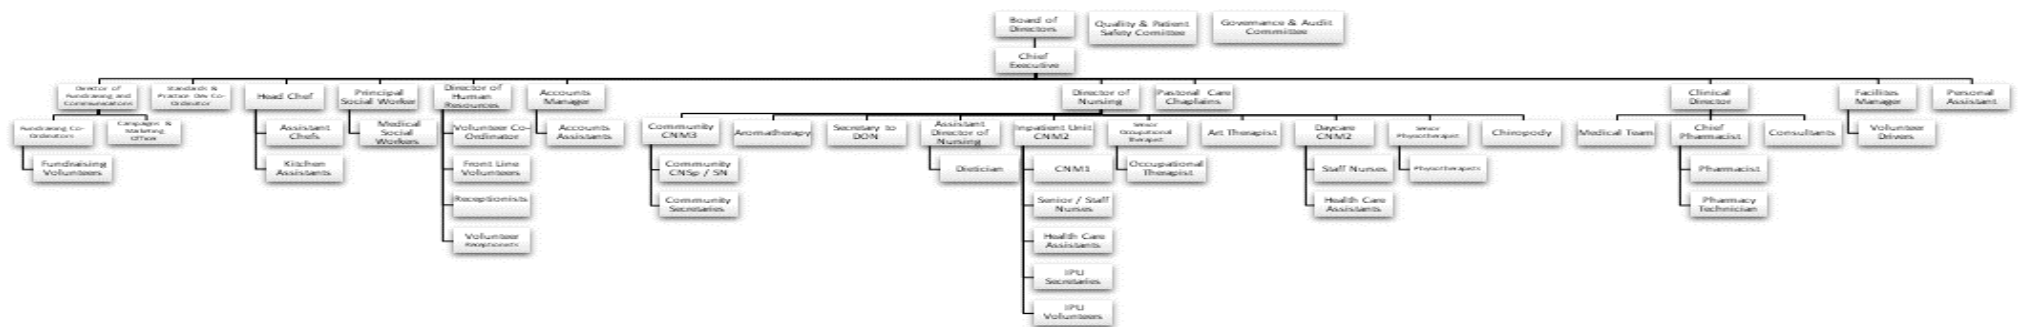 Board of
Directors
Quality & Patient
Safety Comittee
Governance & Audit
Committee
Chief
Executive
Director of
Fundraising and
Communications
Standards &
Practice Dev Co-
Ordinator
Head Chef
Principal
Social Worker
Director of
Human
Resources
Accounts
Manager
Director of
Nursing
Pastoral Care
Chaplains
Clinical
Director
Facilites
Manager
Personal
Assistant
Fundraising Co-
Ordinators
Campaigns &
Marketing
Officer
Assistant
Chefs
Medical
Social
Workers
Volunteer Co-
Ordinator
Accounts
Assistants
Community
CNM3
Aromatherapy
Secretary to
DON
Assistant
Director of
Nursing
Inpatient Unit
CNM2
Senior
Occupational
Therapist
Art Therapist
Daycare
CNM2
Senior
Physiotherapist
Chiropody
Medical Team
Chief
Pharmacist
Consultants
Volunteer
Drivers
Fundraising
Volunteers
Kitchen
Assistants
Front Line
Volunteers
Community
CNSp / SN
Dietician
CNM1
Occupational
Therapist
Staff Nurses
Physiotherapists
Pharmacist
Receptionists
Community
Secretaries
Senior / Staff
Nurses
Health Care
Assistants
Pharmacy
Technician
Volunteer
Receptionists
Health Care
Assistants
IPU
Secretaries
IPU
Volunteers